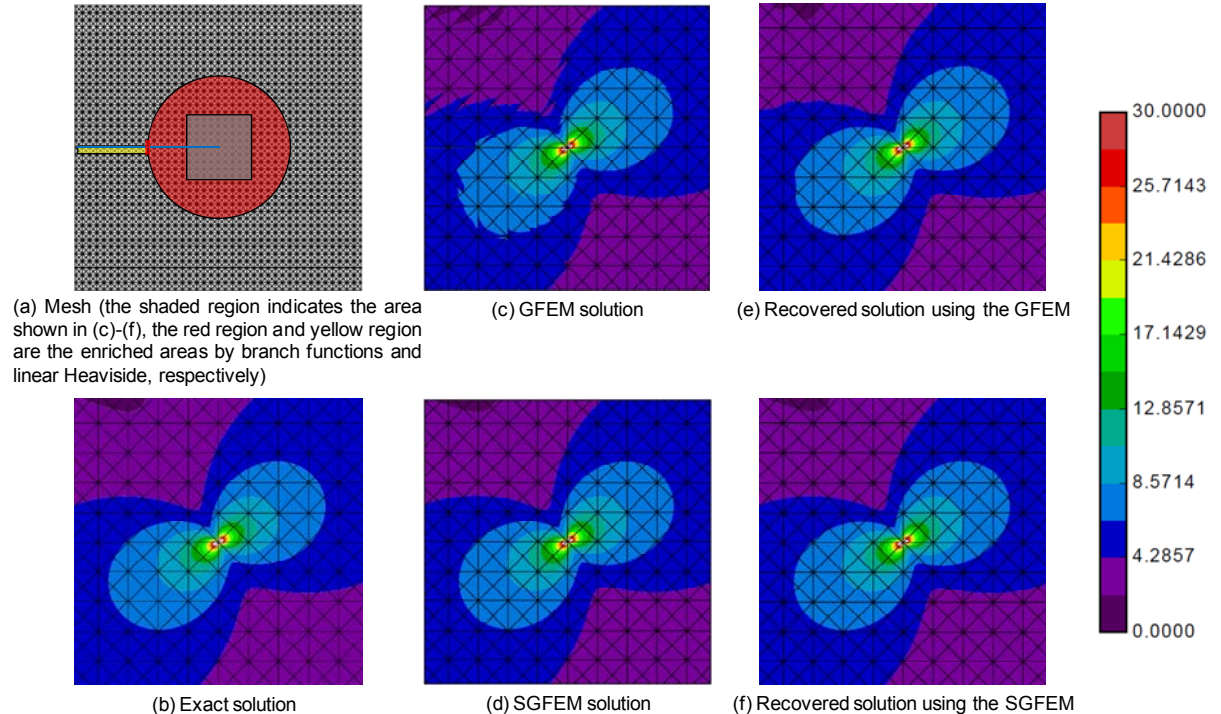 (a) Mesh (the shaded region indicates the area
shown in (c)-(f), the red region and yellow region
are the enriched areas by branch functions and
linear Heaviside, respectively)
(c) GFEM solution
(e) Recovered solution using the GFEM
(b) Exact solution
(d) SGFEM solution
(f) Recovered solution using the SGFEM
30.0000
25.7143
21.4286
17.1429
12.8571
8.5714
4.2857
0.0000